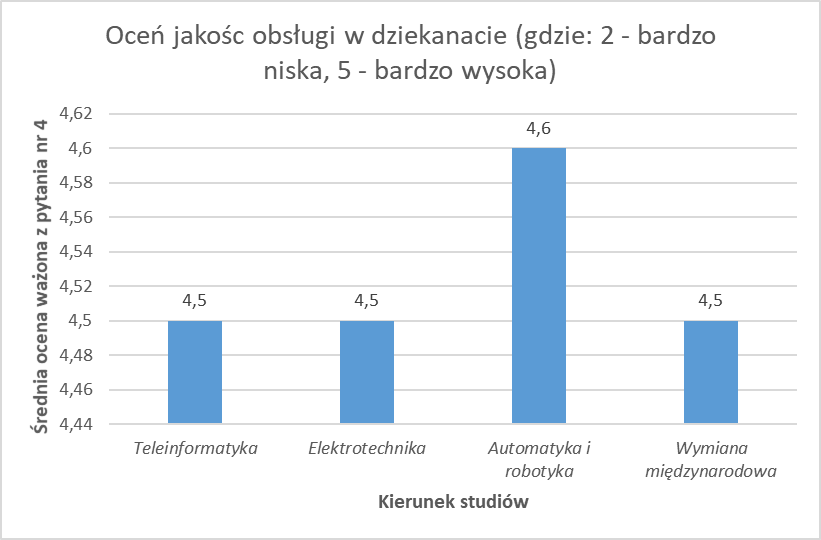 Oceń jakośc obsługi w dziekanacie (gdzie: 2 - bardzo
niska, 5 - bardzo wysoka)
Średnia ocena ważona z pytania nr 4
4,62
4,6
4,58
4,56
4,54
4,52
4,5
4,48
4,46
4,44
4,5
4,5
4,6
4,5
Teleinformatyka
Elektrotechnika
Automatyka i
robotyka
Wymiana
międzynarodowa
Kierunek studiów